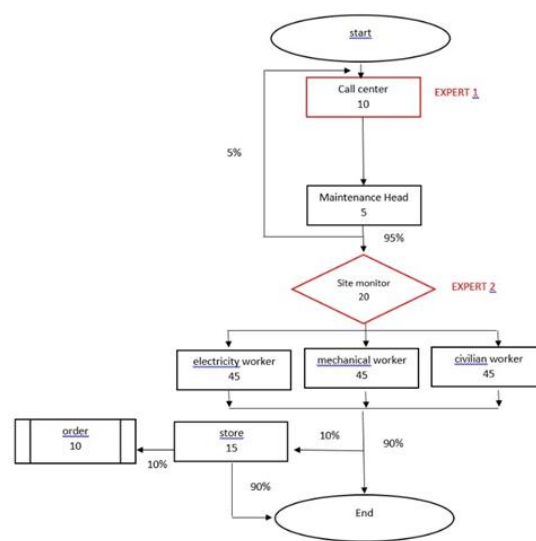 start
Call center
10
EXPERT 1
5%
Maintenance Head
5
95%
Site monitor
20
EXPERT 2
electricity worker
45
mechanical worker
45
civilian worker
45
order
10
store
15
10%
90%
10%
90%
End